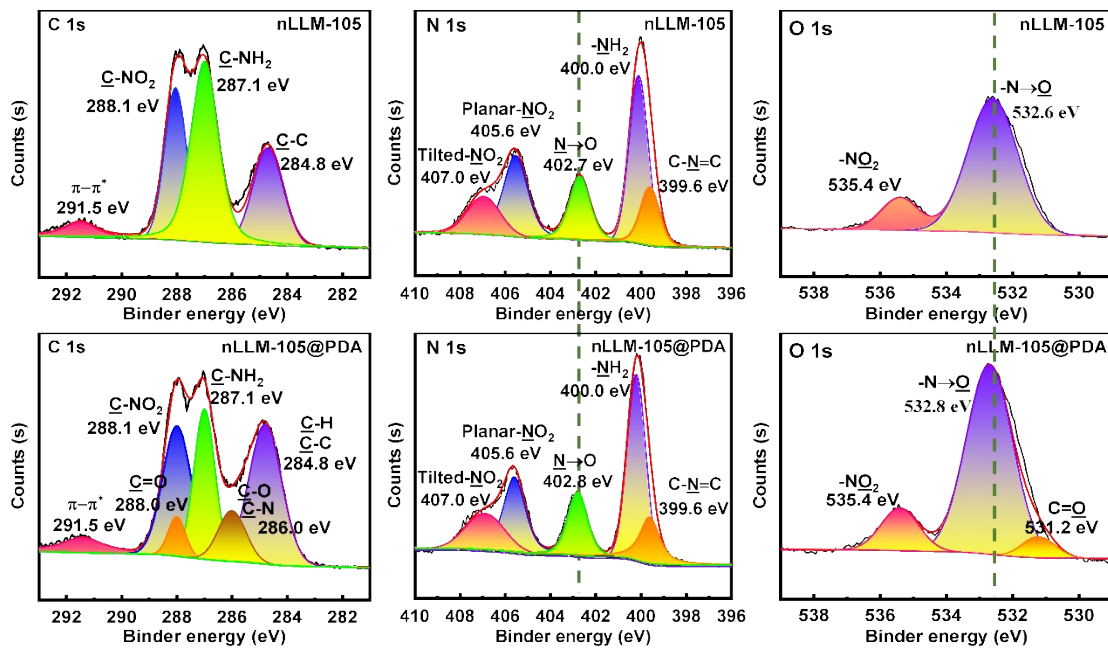 C 1s
nLLM-105
C-NH₂
287.1 eV
C-NO₂
288.1 eV
C-C
284.8 eV
π−π*
291.5 eV
Counts (s)
292 290 288 286 284 282
Binder energy (eV)
N 1s
nLLM-105
-NH₂
400.0 eV
Planar-NO₂
405.6 eV
Tilted-NO₂
407.0 eV
N→O
402.7 eV
C-N=C
399.6 eV
Counts (s)
410 408 406 404 402 400 398 396
Binder energy (eV)
O 1s
nLLM-105
-N→O
532.6 eV
-NO₂
535.4 eV
Counts (s)
538 536 534 532 530
Binder energy (eV)
C 1s
nLLM-105@PDA
C-NH₂
287.1 eV
C-NO₂
288.1 eV
C-H
C-C
284.8 eV
C=O
288.0 eV
C-O
C-N
286.0 eV
π−π*
291.5 eV
Counts (s)
292 290 288 286 284 282
Binder energy (eV)
N 1s
nLLM-105@PDA
-NH₂
400.0 eV
Planar-NO₂
405.6 eV
Tilted-NO₂
407.0 eV
N→O
402.8 eV
C-N=C
399.6 eV
Counts (s)
410 408 406 404 402 400 398 396
Binder energy (eV)
O 1s
nLLM-105@PDA
-N→O
532.8 eV
-NO₂
535.4 eV
C=O
531.2 eV
Counts (s)
538 536 534 532 530
Binder energy (eV)